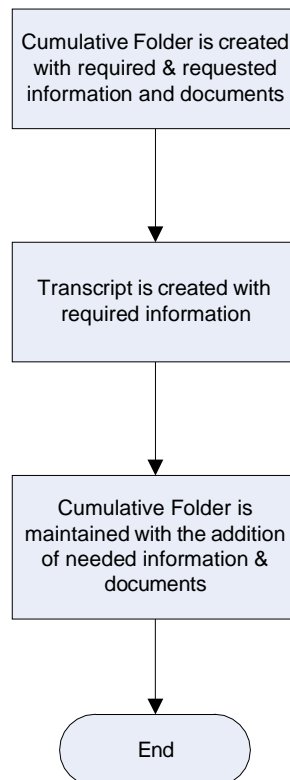 Cumulative Folder is created
with required & requested
information and documents
Transcript is created with
required information
Cumulative Folder is
maintained with the addition
of needed information &
documents
End